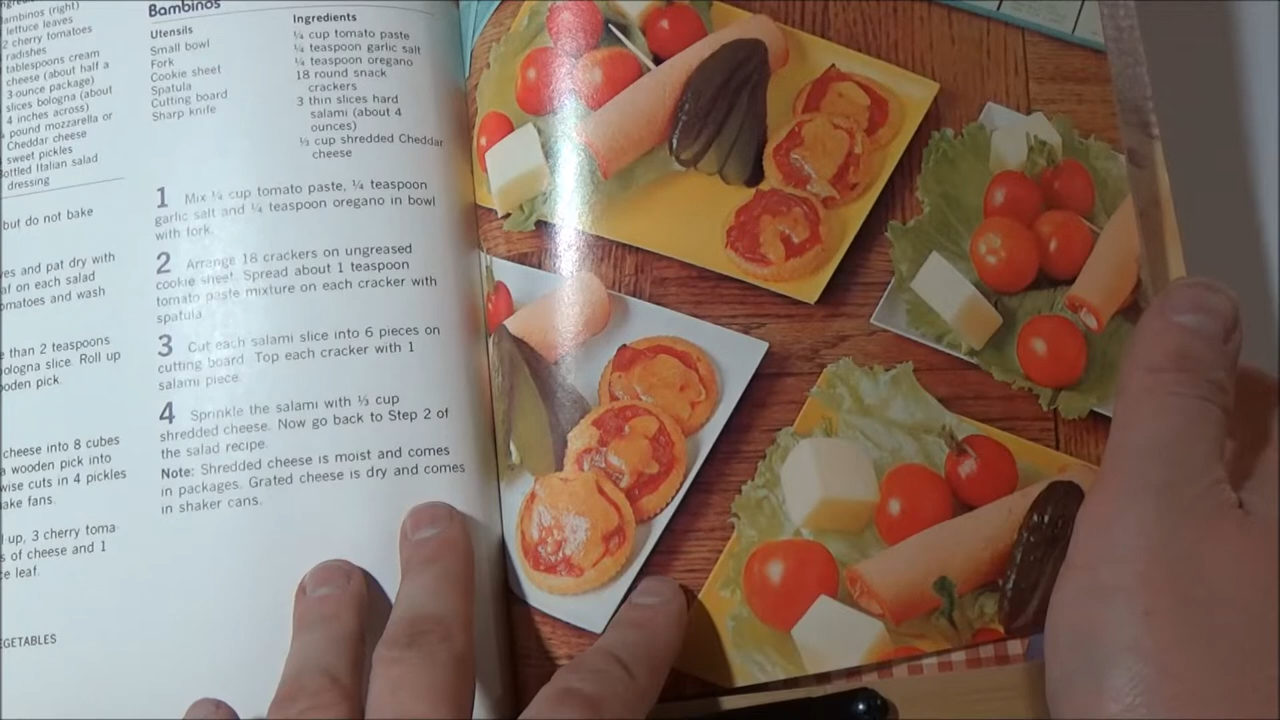 ambinos (right)
lettuce leaves
2 cherry tomatoes
radishes
tablespoons cream
cheese (about half a
3-ounce package)
slices bologna (about
4 inches across)
pound mozzarella or
Cheddar cheese
sweet pickles
ottled Italian salad
dressing
but do not bake
ves and pat dry with
af on each salad
omatoes and wash
e than 2 teaspoons
ologna slice. Roll up
oden pick.
cheese into 8 cubes
a wooden pick into
wise cuts in 4 pickles
ake fans.
l up, 3 cherry toma-
s of cheese and 1
e leaf.
EGETABLES
Bambinos
Utensils
Small bowl
Fork
Cookie sheet
Spatula
Cutting board
Sharp knife
Ingredients
¼ cup tomato paste
¼ teaspoon garlic salt
¼ teaspoon oregano
18 round snack
crackers
3 thin slices hard
salami (about 4
ounces)
⅓ cup shredded Cheddar
cheese
1 Mix ¼ cup tomato paste, ¼ teaspoon
garlic salt and ¼ teaspoon oregano in bowl
with fork.
2 Arrange 18 crackers on ungreased
cookie sheet. Spread about 1 teaspoon
tomato paste mixture on each cracker with
spatula.
3 Cut each salami slice into 6 pieces on
cutting board. Top each cracker with 1
salami piece.
4 Sprinkle the salami with ⅓ cup
shredded cheese. Now go back to Step 2 of
the salad recipe.
Note: Shredded cheese is moist and comes
in packages. Grated cheese is dry and comes
in shaker cans.